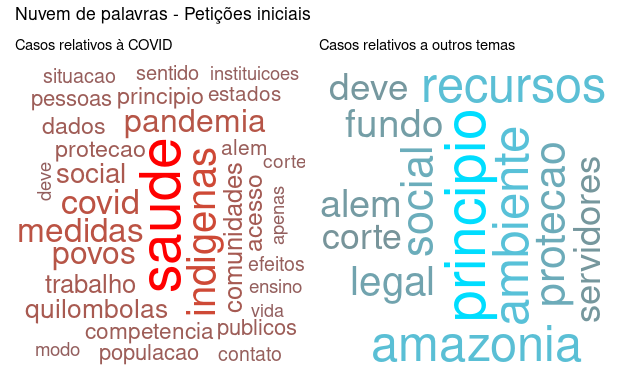 Nuvem de palavras - Petições iniciais
Casos relativos à COVID
situacao
sentido
instituicoes
pessoas
principio
estados
dados
pandemia
protecao
alem
corte
deve
social
saude
indigenas
comunidades
acesso
apenas
covid
medidas
povos
efeitos
trabalho
ensino
quilombolas
vida
competencia
publicos
modo
populacao
contato
Casos relativos a outros temas
deve
recursos
fundo
principio
social
ambiente
protecao
servidores
alem
corte
legal
amazonia